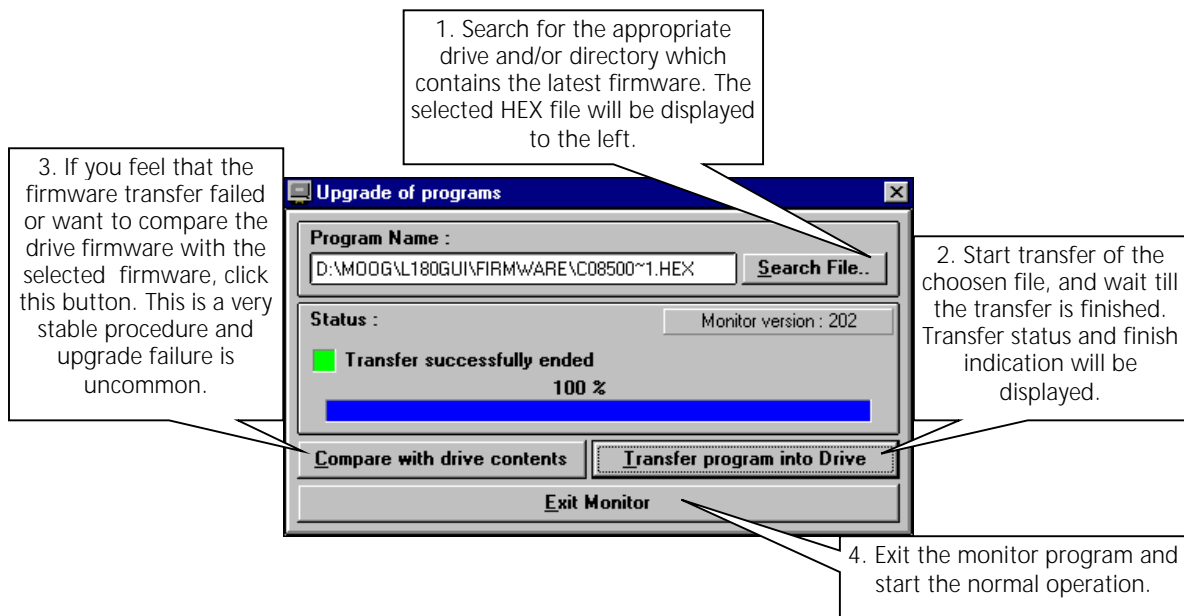 1. Search for the appropriate
drive and/or directory which
contains the latest firmware. The
selected HEX file will be displayed
to the left.
3. If you feel that the
firmware transfer failed
or want to compare the
drive firmware with the
selected firmware, click
this button. This is a very
stable procedure and
upgrade failure is
uncommon.
Upgrade of programs
Program Name :
D:\MOOG\L180GUI\FIRMWARE\C08500~1.HEX
Search File..
Status :
Monitor version : 202
Transfer successfully ended
100 %
Compare with drive contents
Transfer program into Drive
Exit Monitor
2. Start transfer of the
choosen file, and wait till
the transfer is finished.
Transfer status and finish
indication will be
displayed.
4. Exit the monitor program and
start the normal operation.